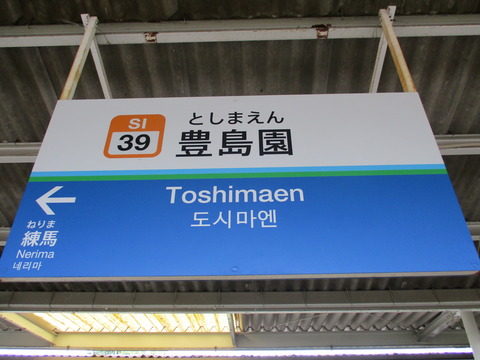 SI
39
としまえん
豊島園
Toshimaen
도시마엔
ねりま
練馬
Nerima
네리마